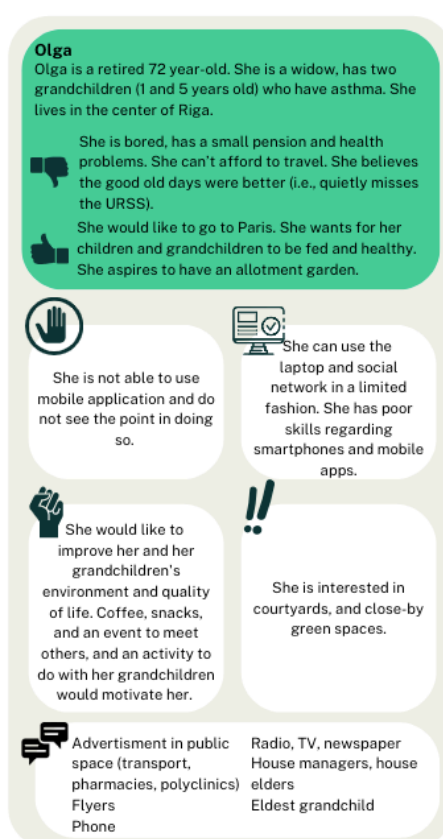 Olga
Olga is a retired 72 year-old. She is a widow, has two
grandchildren (1 and 5 years old) who have asthma. She
lives in the center of Riga.
She is bored, has a small pension and health
problems. She can't afford to travel. She believes
the good old days were better (i.e., quietly misses
the URSS).
She would like to go to Paris. She wants for her
children and grandchildren to be fed and healthy.
She aspires to have an allotment garden.
She is not able to use
mobile application and do
not see the point in doing
so.
She can use the
laptop and social
network in a limited
fashion. She has poor
skills regarding
smartphones and mobile
apps.
She would like to
improve her and her
grandchildren's
environment and quality
of life. Coffee, snacks,
and an event to meet
others, and an activity to
do with her grandchildren
would motivate her.
She is interested in
courtyards, and close-by
green spaces.
Advertisment in public
space (transport,
pharmacies, polyclinics)
Flyers
Phone
Radio, TV, newspaper
House managers, house
elders
Eldest grandchild